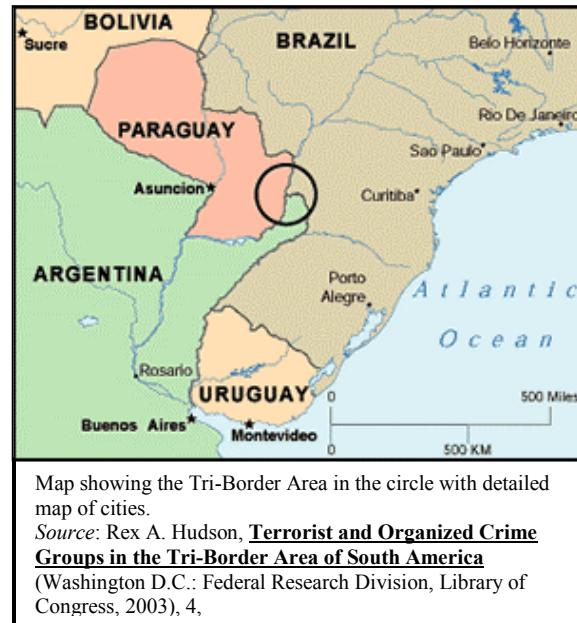 BOLIVIA
Sucre
BRAZIL
Belo Horizonte
Rio De Janeiro
PARAGUAY
Sao Paulo
Asuncion
Curitiba
ARGENTINA
Porto
Alegre
Atlantic
Ocean
Rosario
URUGUAY
0 500 Miles
Buenos Aires
Montevideo
0 500 KM
Map showing the Tri-Border Area in the circle with detailed
map of cities.
Source: Rex A. Hudson, Terrorist and Organized Crime
Groups in the Tri-Border Area of South America
(Washington D.C.: Federal Research Division, Library of
Congress, 2003), 4,